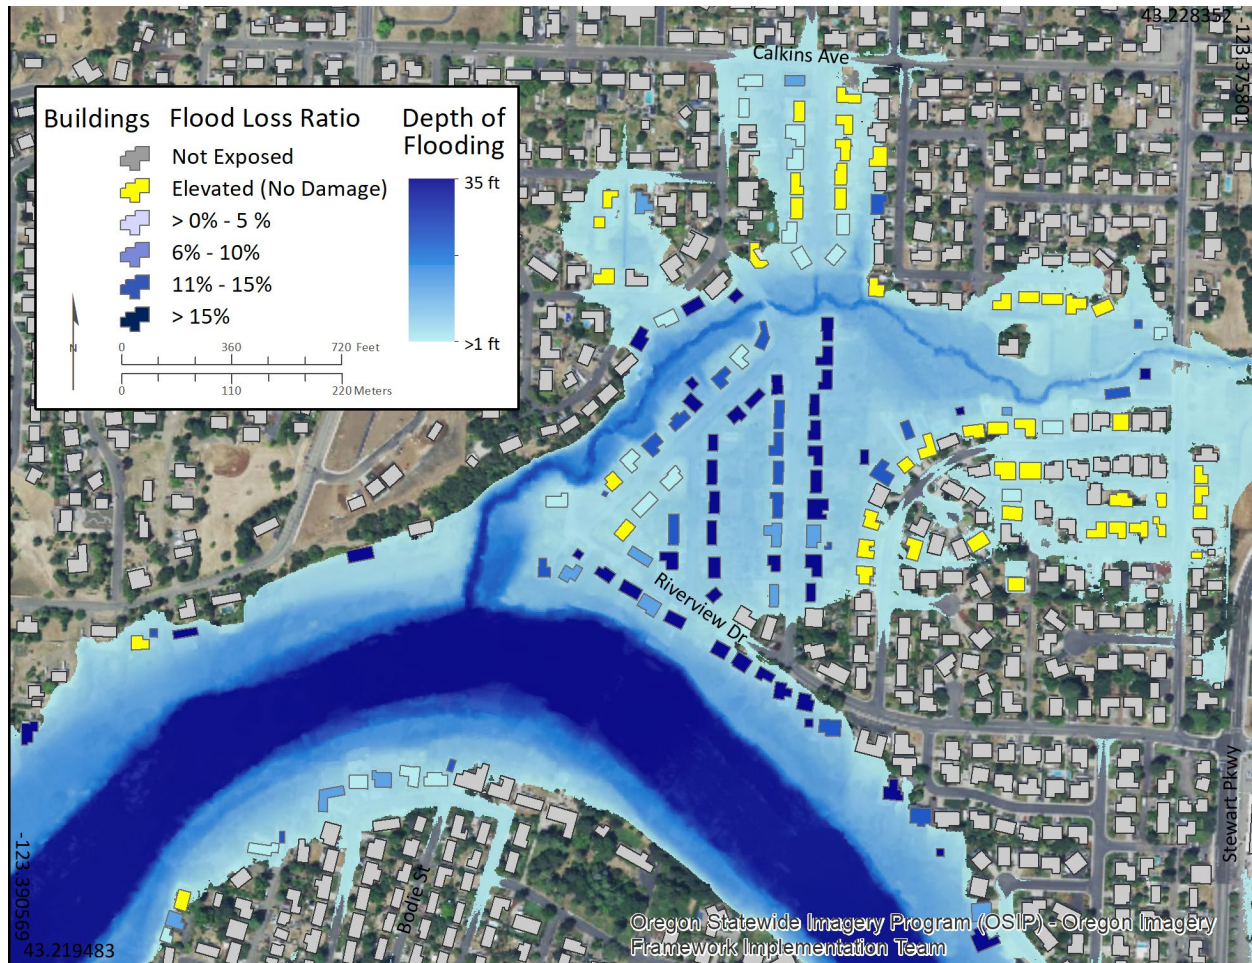 43.228352
-123.375801
Calkins Ave
Buildings Flood Loss Ratio
Depth of
Flooding
Not Exposed
Elevated (No Damage)
> 0% - 5 %
6% - 10%
11% - 15%
> 15%
35 ft
>1 ft
N
0 360 720 Feet
0 110 220 Meters
Riverview Dr
Stewart Pkwy
Bodie St
-123.390569
43.219483
Oregon Statewide Imagery Program (OSIP) - Oregon Imagery
Framework Implementation Team